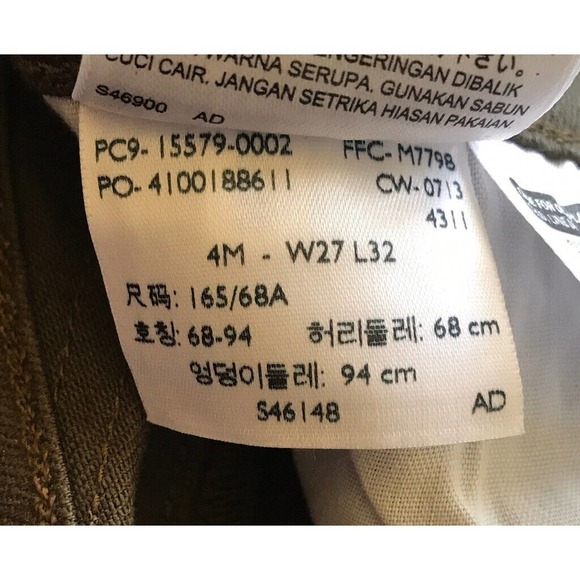 WARNA SERUPA. PENGERINGAN DIBALIK
CUCI CAIR. JANGAN SETRIKA HIASAN PAKAIAN
GUNAKAN SABUN
S46900 AD
PC9-15579-0002 FFC-M7798
PO-4100188611 CW-0713
4311
4M - W27 L32
尺码: 165/68A
호칭: 68-94 허리둘레: 68 cm
엉덩이둘레: 94 cm
S46148 AD